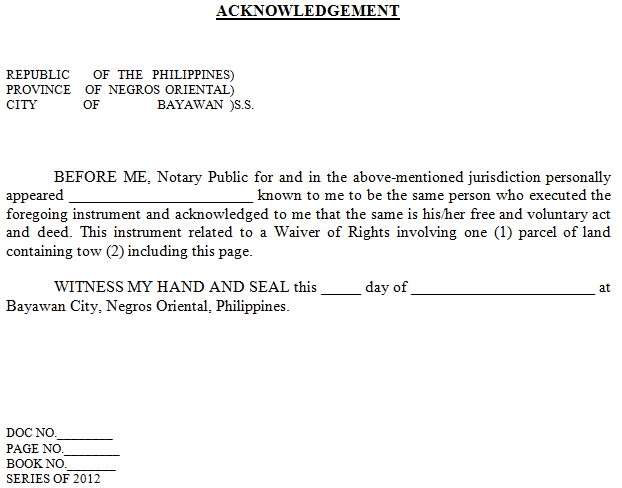 ACKNOWLEDGEMENT
REPUBLIC OF THE PHILIPPINES)
PROVINCE OF NEGROS ORIENTAL)
CITY OF BAYAWAN )S.S.
BEFORE ME, Notary Public for and in the above-mentioned jurisdiction personally
appeared _________________________ known to me to be the same person who executed the
foregoing instrument and acknowledged to me that the same is his/her free and voluntary act
and deed. This instrument related to a Waiver of Rights involving one (1) parcel of land
containing tow (2) including this page.
WITNESS MY HAND AND SEAL this _____ day of _________________________ at
Bayawan City, Negros Oriental, Philippines.
DOC NO.________
PAGE NO.________
BOOK NO._______
SERIES OF 2012